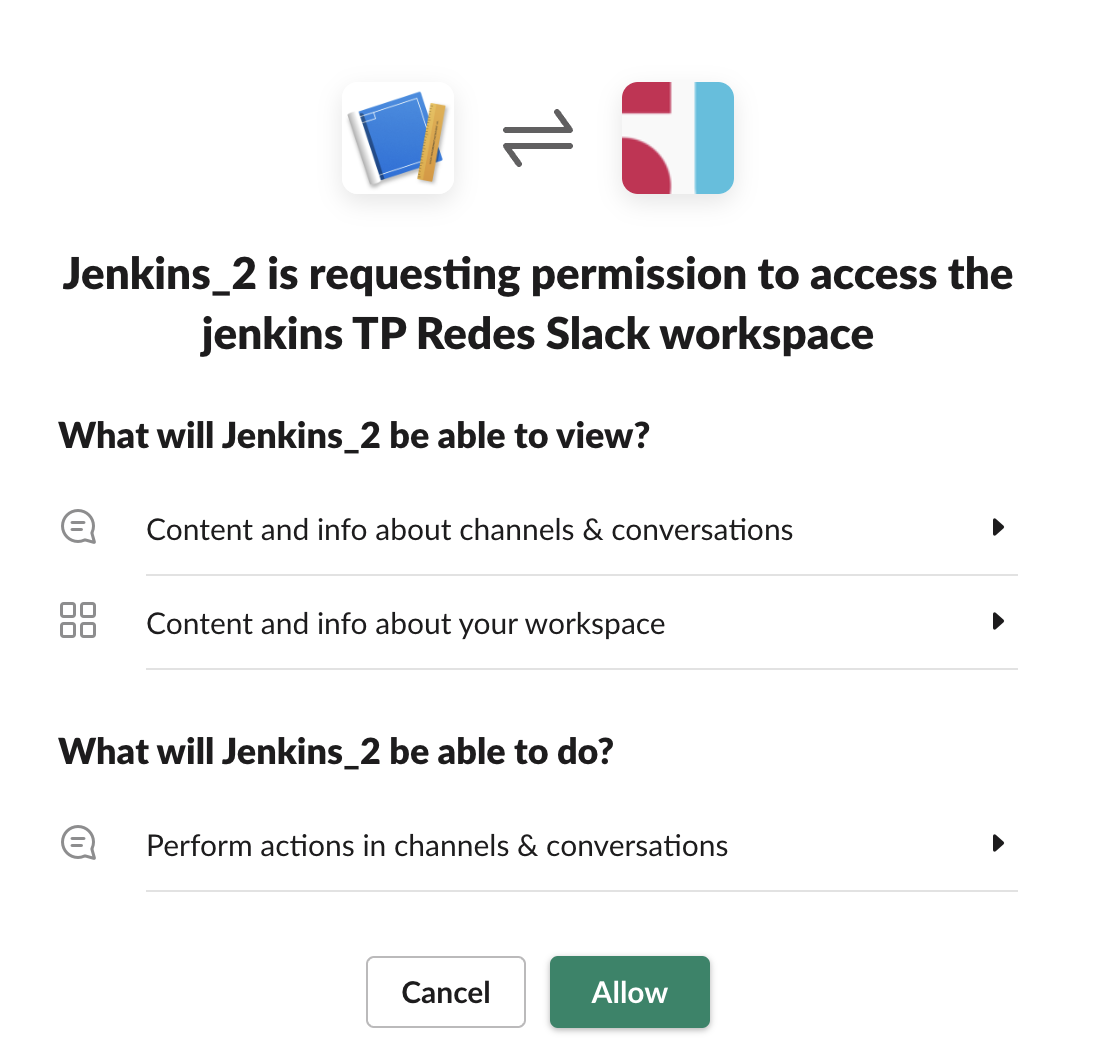 Jenkins_2 is requesting permission to access the
jenkins TP Redes Slack workspace
What will Jenkins_2 be able to view?
Content and info about channels & conversations
Content and info about your workspace
What will Jenkins_2 be able to do?
Perform actions in channels & conversations
Cancel
Allow